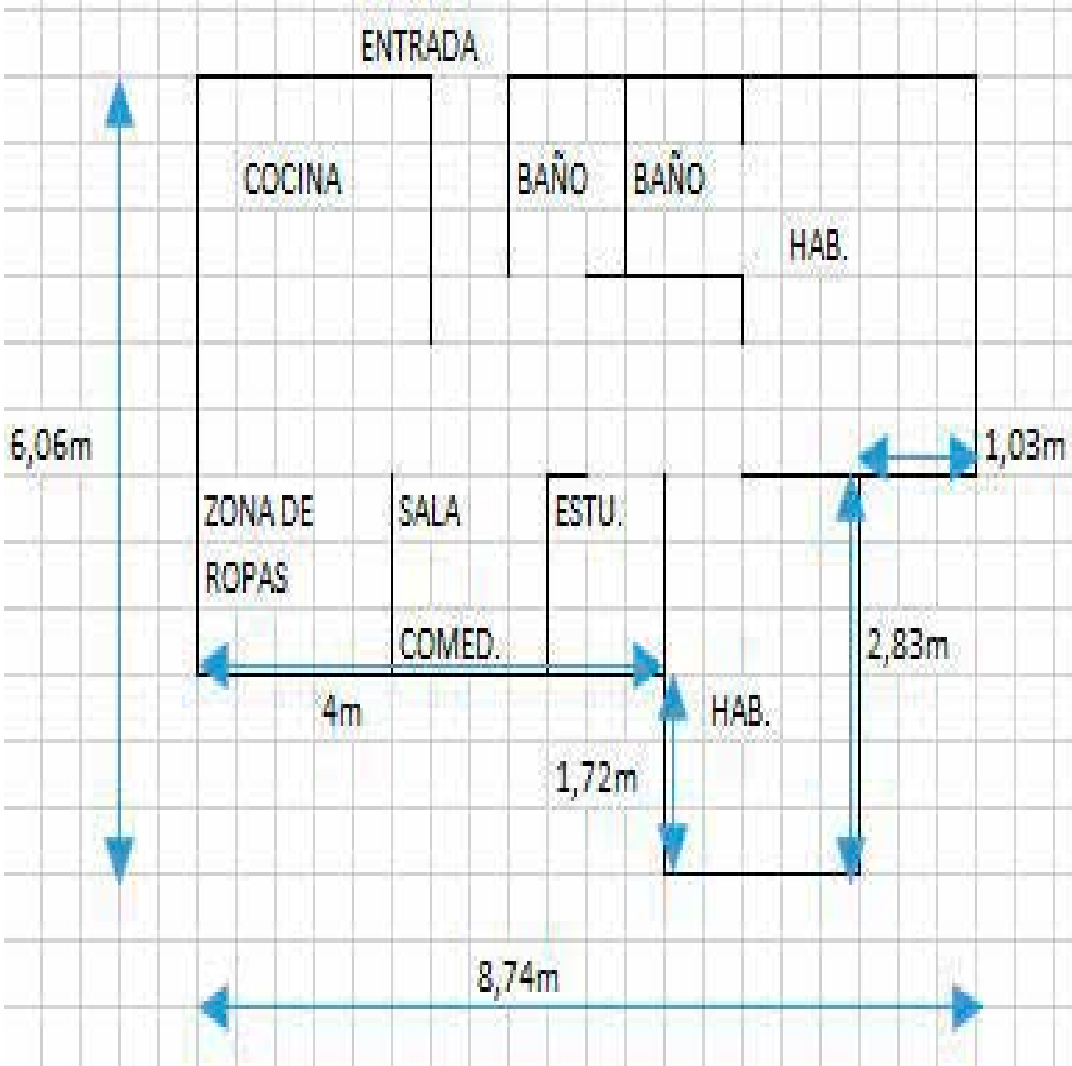 ENTRADA
COCINA
BAÑO
BAÑO
HAB.
6,06m
1,03m
ZONA DE
ROPAS
SALA
COMED.
ESTU.
2,83m
4m
HAB.
1,72m
8,74m